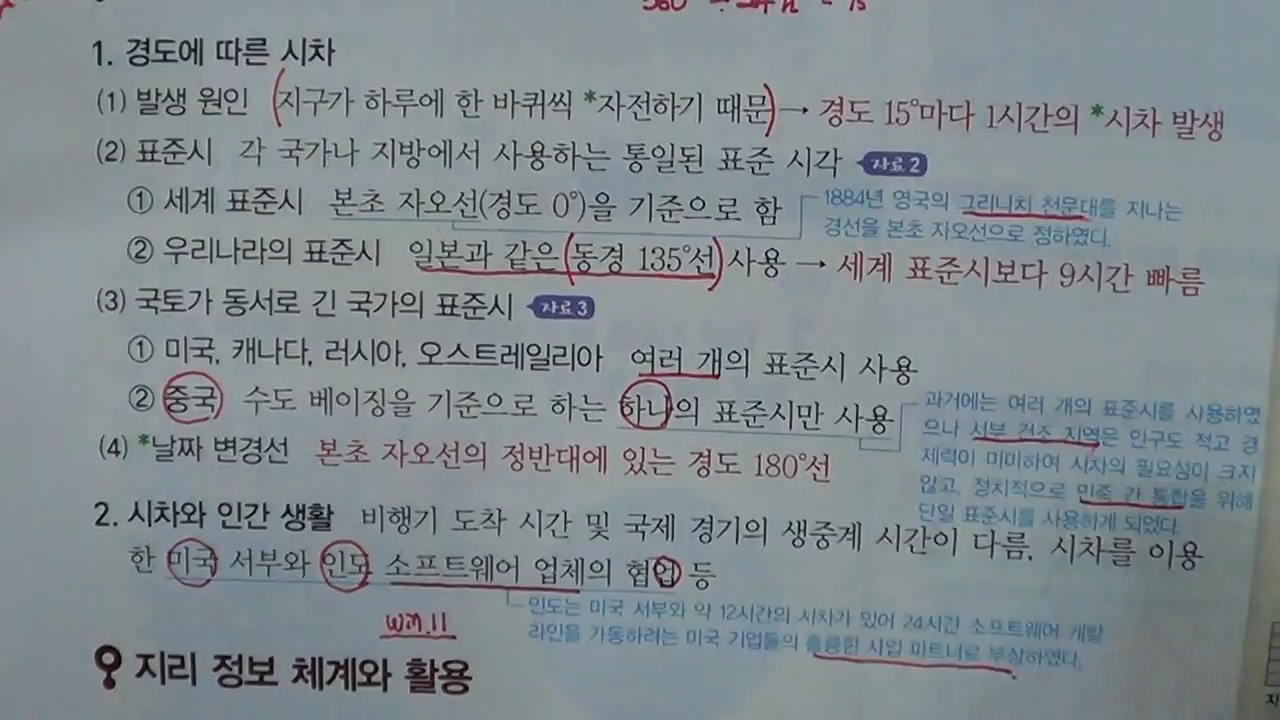 1. 경도에 따른 시차
(1) 발생 원인 지구가 하루에 한 바퀴씩 *자전하기 때문 → 경도 15°마다 1시간의 *시차 발생
(2) 표준시 각 국가나 지방에서 사용하는 통일된 표준 시각 자료2
① 세계 표준시 본초 자오선(경도 0°)을 기준으로 함
1884년 영국의 그리니치 천문대를 지나는
경선을 본초 자오선으로 정하였다.
② 우리나라의 표준시 일본과 같은 (동경 135°선) 사용 → 세계 표준시보다 9시간 빠름
(3) 국토가 동서로 긴 국가의 표준시 자료3
① 미국, 캐나다, 러시아, 오스트레일리아 여러 개의 표준시 사용
② 중국 수도 베이징을 기준으로 하는 하나의 표준시만 사용
과거에는 여러 개의 표준시를 사용하였
으나 서부 건조 지역은 인구도 적고 경
제력이 미미하여 시차의 필요성이 크지
않고, 정치적으로 민족 간 통합을 위해
단일 표준시를 사용하게 되었다.
(4) *날짜 변경선 본초 자오선의 정반대에 있는 경도 180°선
2. 시차와 인간 생활 비행기 도착 시간 및 국제 경기의 생중계 시간이 다름, 시차를 이용
한 미국 서부와 인도 소프트웨어 업체의 협업 등
인도는 미국 서부와 약 12시간의 시차가 있어 24시간 소프트웨어 개발
라인을 가동하려는 미국 기업들의 훌륭한 사업 파트너로 부상하였다.
지리 정보 체계와 활용